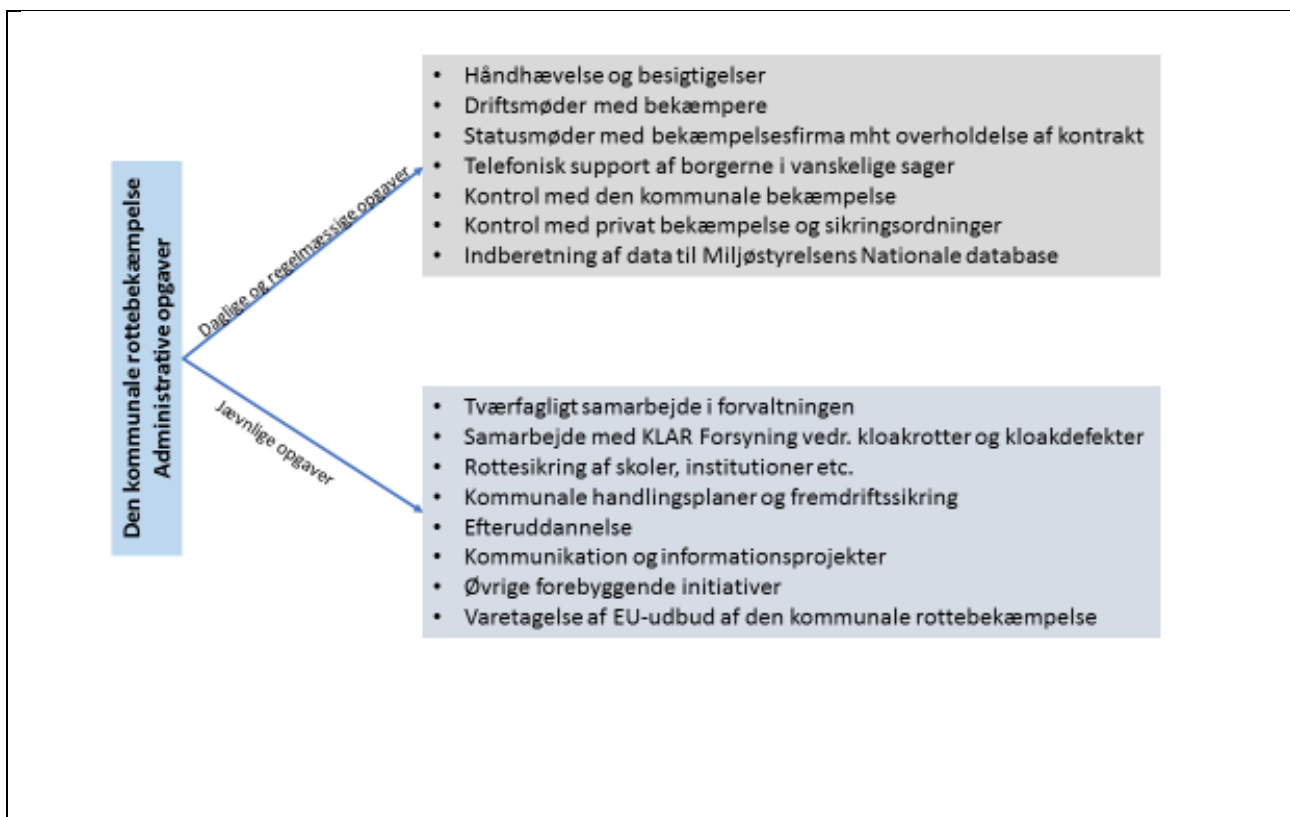 Den kommunale rottebekæmpelse
Administrative opgaver
Daglige og regelmæssige opgaver
• Håndhævelse og besigtigelser
• Driftsmøder med bekæmpere
• Statusmøder med bekæmpelsesfirma mht overholdelse af kontrakt
• Telefonisk support af borgerne i vanskelige sager
• Kontrol med den kommunale bekæmpelse
• Kontrol med privat bekæmpelse og sikringsordninger
• Indberetning af data til Miljøstyrelsens Nationale database
Jævnlige opgaver
• Tværfagligt samarbejde i forvaltningen
• Samarbejde med KLAR Forsyning vedr. kloakrotter og kloakdefekter
• Rottesikring af skoler, institutioner etc.
• Kommunale handlingsplaner og fremdriftssikring
• Efteruddannelse
• Kommunikation og informationsprojekter
• Øvrige forebyggende initiativer
• Varetagelse af EU-udbud af den kommunale rottebekæmpelse